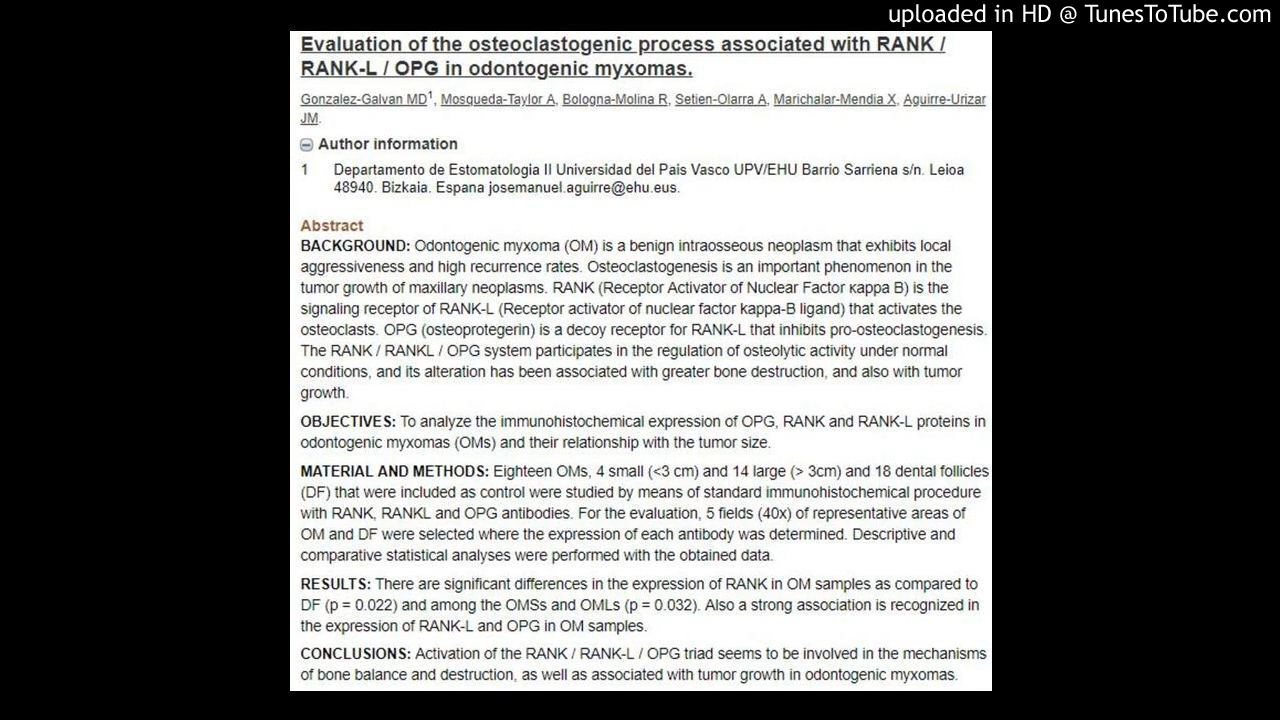 uploaded in HD @ TunesToTube.com
Evaluation of the osteoclastogenic process associated with RANK /
RANK-L / OPG in odontogenic myxomas.
Gonzalez-Galvan MD1, Mosqueda-Taylor A, Bologna-Molina R, Setien-Olarra A, Marichalar-Mendia X, Aguirre-Urizar
JM.
Author information
1 Departamento de Estomatologia II Universidad del Pais Vasco UPV/EHU Barrio Sarriena s/n. Leioa
48940. Bizkaia. Espana josemanuel.aguirre@ehu.eus.
Abstract
BACKGROUND: Odontogenic myxoma (OM) is a benign intraosseous neoplasm that exhibits local
aggressiveness and high recurrence rates. Osteoclastogenesis is an important phenomenon in the
tumor growth of maxillary neoplasms. RANK (Receptor Activator of Nuclear Factor κappa B) is the
signaling receptor of RANK-L (Receptor activator of nuclear factor kappa-B ligand) that activates the
osteoclasts. OPG (osteoprotegerin) is a decoy receptor for RANK-L that inhibits pro-osteoclastogenesis.
The RANK / RANKL / OPG system participates in the regulation of osteolytic activity under normal
conditions, and its alteration has been associated with greater bone destruction, and also with tumor
growth.
OBJECTIVES: To analyze the immunohistochemical expression of OPG, RANK and RANK-L proteins in
odontogenic myxomas (OMs) and their relationship with the tumor size.
MATERIAL AND METHODS: Eighteen OMs, 4 small (<3 cm) and 14 large (> 3cm) and 18 dental follicles
(DF) that were included as control were studied by means of standard immunohistochemical procedure
with RANK, RANKL and OPG antibodies. For the evaluation, 5 fields (40x) of representative areas of
OM and DF were selected where the expression of each antibody was determined. Descriptive and
comparative statistical analyses were performed with the obtained data.
RESULTS: There are significant differences in the expression of RANK in OM samples as compared to
DF (p = 0.022) and among the OMSs and OMLs (p = 0.032). Also a strong association is recognized in
the expression of RANK-L and OPG in OM samples.
CONCLUSIONS: Activation of the RANK / RANK-L / OPG triad seems to be involved in the mechanisms
of bone balance and destruction, as well as associated with tumor growth in odontogenic myxomas.